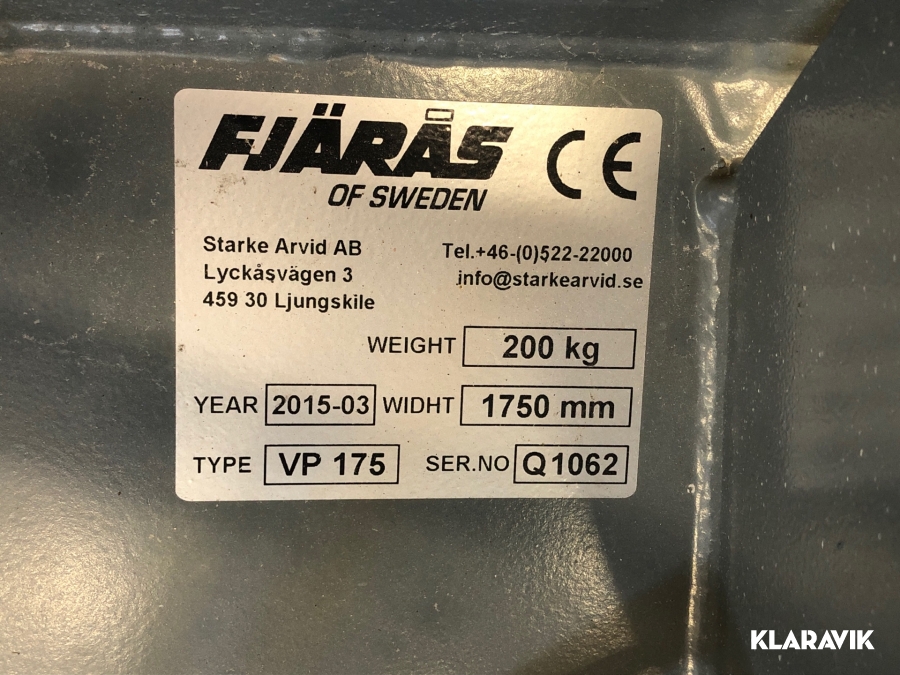 FJÄRÅS
OF SWEDEN
CE
Starke Arvid AB
Lyckåsvägen 3
459 30 Ljungskile
Tel.+46-(0)522-22000
info@starkearvid.se
WEIGHT 200 kg
YEAR 2015-03 WIDHT 1750 mm
TYPE VP 175 SER.NO Q1062
KLARAVIK